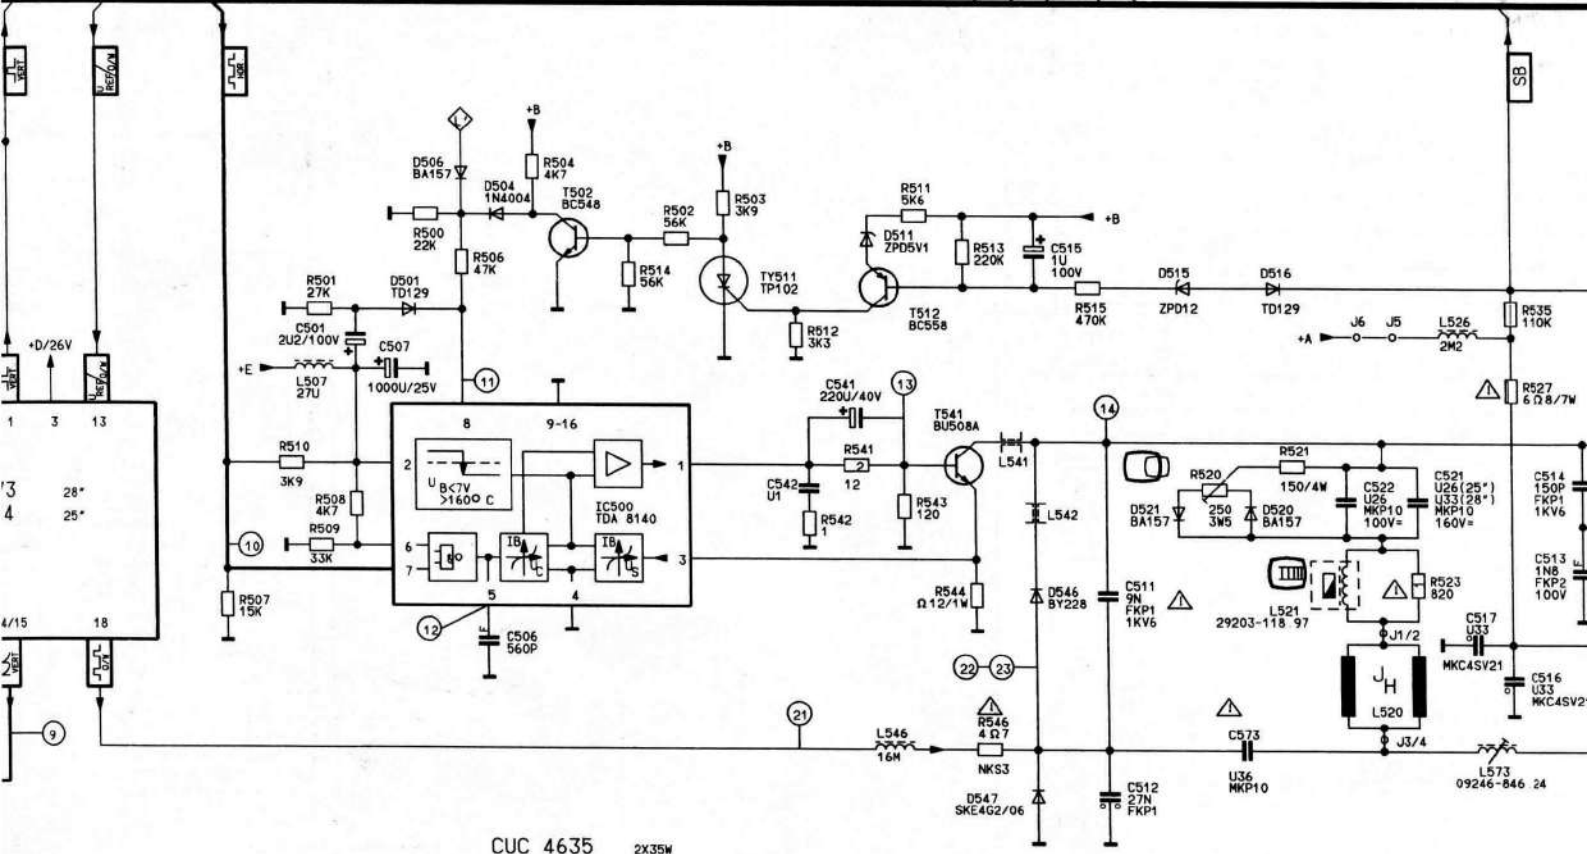 VERT
U REF/O/W
HOR
SB
+B
D506
BA157
R504
4K7
D504
1N4004
T502
BC548
+B
R503
3K9
R502
56K
R500
22K
R506
47K
R514
56K
TY511
TP102
R511
5K6
D511
ZPD5V1
R513
220K
C515
1U
100V
+B
T512
BC558
R512
3K3
R515
470K
D515
ZPD12
D516
TD129
R535
110K
+A
J6
J5
L526
2M2
R501
27K
D501
TD129
C501
2U2/100V
+D/26V
+E
L507
27U
C507
1000U/25V
11
VERT
U REF/O/W
1
3
13
28"
25"
4
4/15
18
VERT
O/W
9
R510
3K9
R508
4K7
R509
33K
10
R507
15K
8
9-16
2
U B<7V
>160° C
1
IC500
TDA 8140
6
7
IB
C
IB
S
3
5
4
12
C506
560P
C541
220U/40V
13
R541
2
12
C542
U1
R542
1
R543
120
T541
BU508A
L541
14
L542
R544
Ω12/1W
D546
BY228
C511
9N
FKP1
1KV6
22
23
R520
250
3W5
R521
150/4W
D521
BA157
D520
BA157
C522
U26
MKP10
100V=
C521
U26(25")
U33(28")
MKP10
160V=
R527
6Ω8/7W
C514
150P
FKP1
1KV6
C513
1N8
FKP2
100V
L521
29203-118.97
R523
820
J1/2
JH
L520
J3/4
C517
U33
MKC4SV21
C516
U33
MKC4SV21
21
L546
16M
R546
4Ω7
NKS3
D547
SKE4G2/06
C512
27N
FKP1
C573
U36
MKP10
L573
09246-846.24
CUC 4635
2X35W